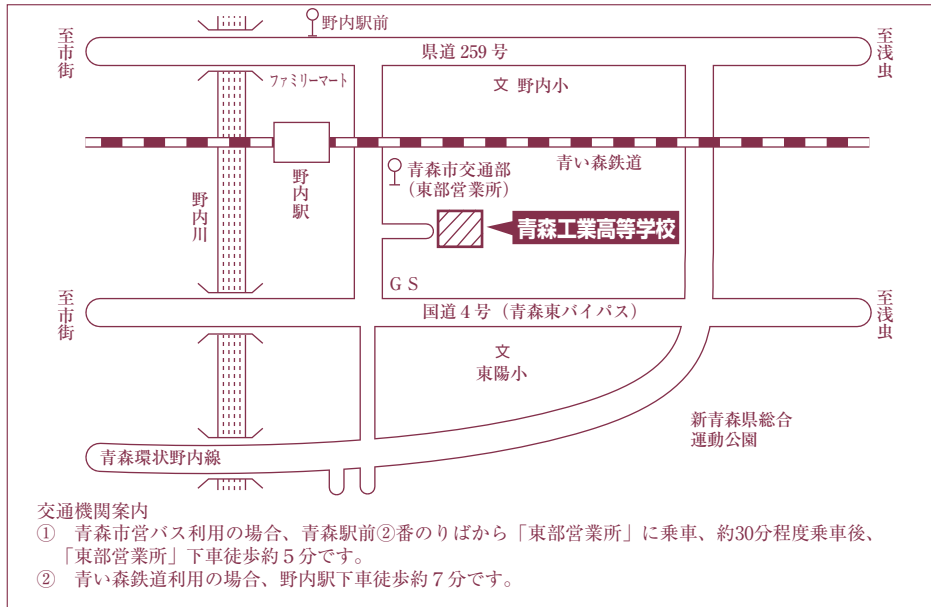 野内駅前
至市街
県道 259 号
至浅虫
ファミリーマート
文 野内小
青い森鉄道
野内駅
青森市交通部
（東部営業所）
野内川
青森工業高等学校
ＧＳ
至市街
国道４号（青森東バイパス）
至浅虫
文
東陽小
新青森県総合
運動公園
青森環状野内線
交通機関案内
①　青森市営バス利用の場合、青森駅前②番のりばから「東部営業所」に乗車、約30分程度乗車後、
「東部営業所」下車徒歩約５分です。
②　青い森鉄道利用の場合、野内駅下車徒歩約７分です。